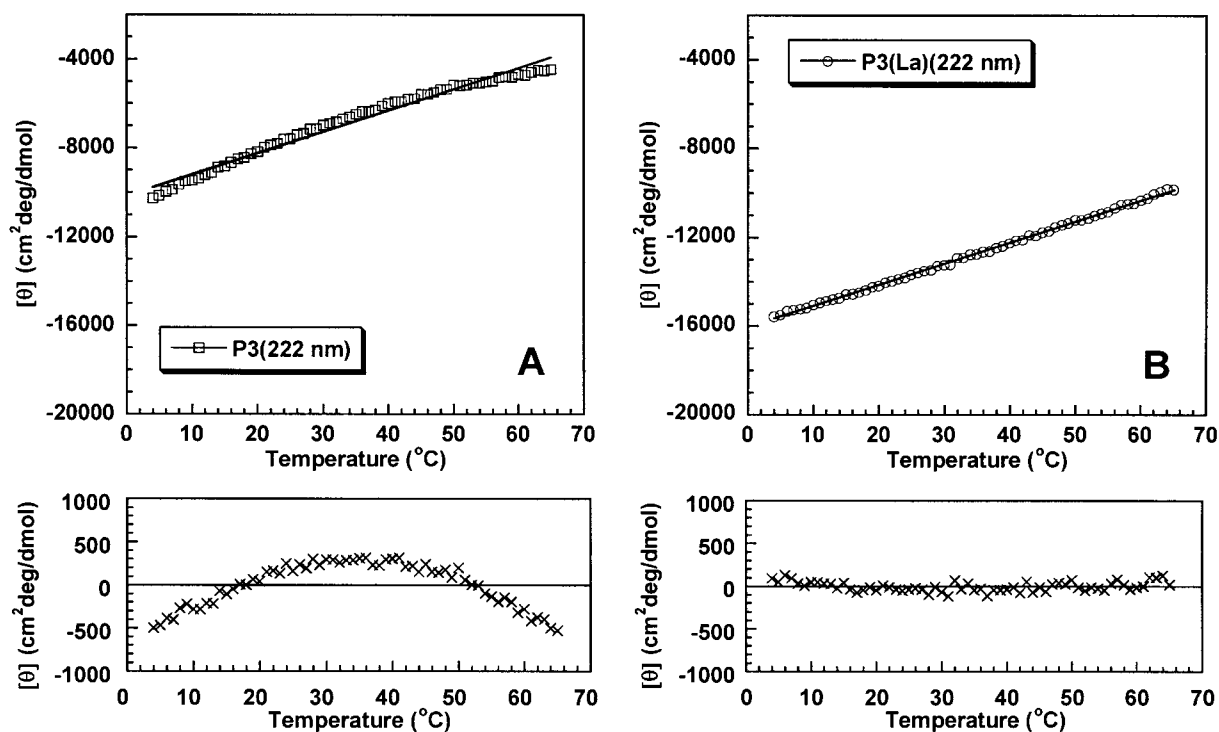 -4000
-8000
-12000
-16000
-20000
[θ] (cm²deg/dmol)
P3(222 nm)
A
0 10 20 30 40 50 60 70
Temperature (°C)
-4000
-8000
-12000
-16000
-20000
[θ] (cm²deg/dmol)
P3(La)(222 nm)
B
0 10 20 30 40 50 60 70
Temperature (°C)
1000
500
0
-500
-1000
[θ] (cm²deg/dmol)
0 10 20 30 40 50 60 70
Temperature (°C)
1000
500
0
-500
-1000
[θ] (cm²deg/dmol)
0 10 20 30 40 50 60 70
Temperature (°C)